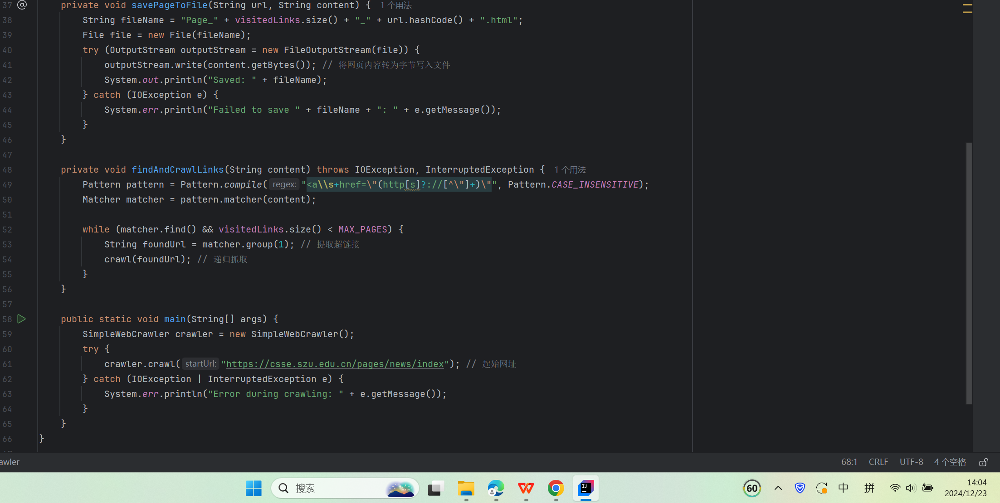 37 private void savePageToFile(String url, String content) { 1 个用法
38 String fileName = "Page_" + visitedLinks.size() + "_" + url.hashCode() + ".html";
39 File file = new File(fileName);
40 try (OutputStream outputStream = new FileOutputStream(file)) {
41 outputStream.write(content.getBytes()); // 将网页内容转为字节写入文件
42 System.out.println("Saved: " + fileName);
43 } catch (IOException e) {
44 System.err.println("Failed to save " + fileName + ": " + e.getMessage());
45 }
46 }
47
48 private void findAndCrawlLinks(String content) throws IOException, InterruptedException { 1 个用法
49 Pattern pattern = Pattern.compile( regex: "<a\\s+href=\"(http[s]?://[^\"]+)\"", Pattern.CASE_INSENSITIVE);
50 Matcher matcher = pattern.matcher(content);
51
52 while (matcher.find() && visitedLinks.size() < MAX_PAGES) {
53 String foundUrl = matcher.group(1); // 提取超链接
54 crawl(foundUrl); // 递归抓取
55 }
56 }
57
58 public static void main(String[] args) {
59 SimpleWebCrawler crawler = new SimpleWebCrawler();
60 try {
61 crawler.crawl( startUrl: "https://csse.szu.edu.cn/pages/news/index"); // 起始网址
62 } catch (IOException | InterruptedException e) {
63 System.err.println("Error during crawling: " + e.getMessage());
64 }
65 }
66 }
awler 68:1 CRLF UTF-8 4 个空格
搜索 60 中 拼 14:04
2024/12/23